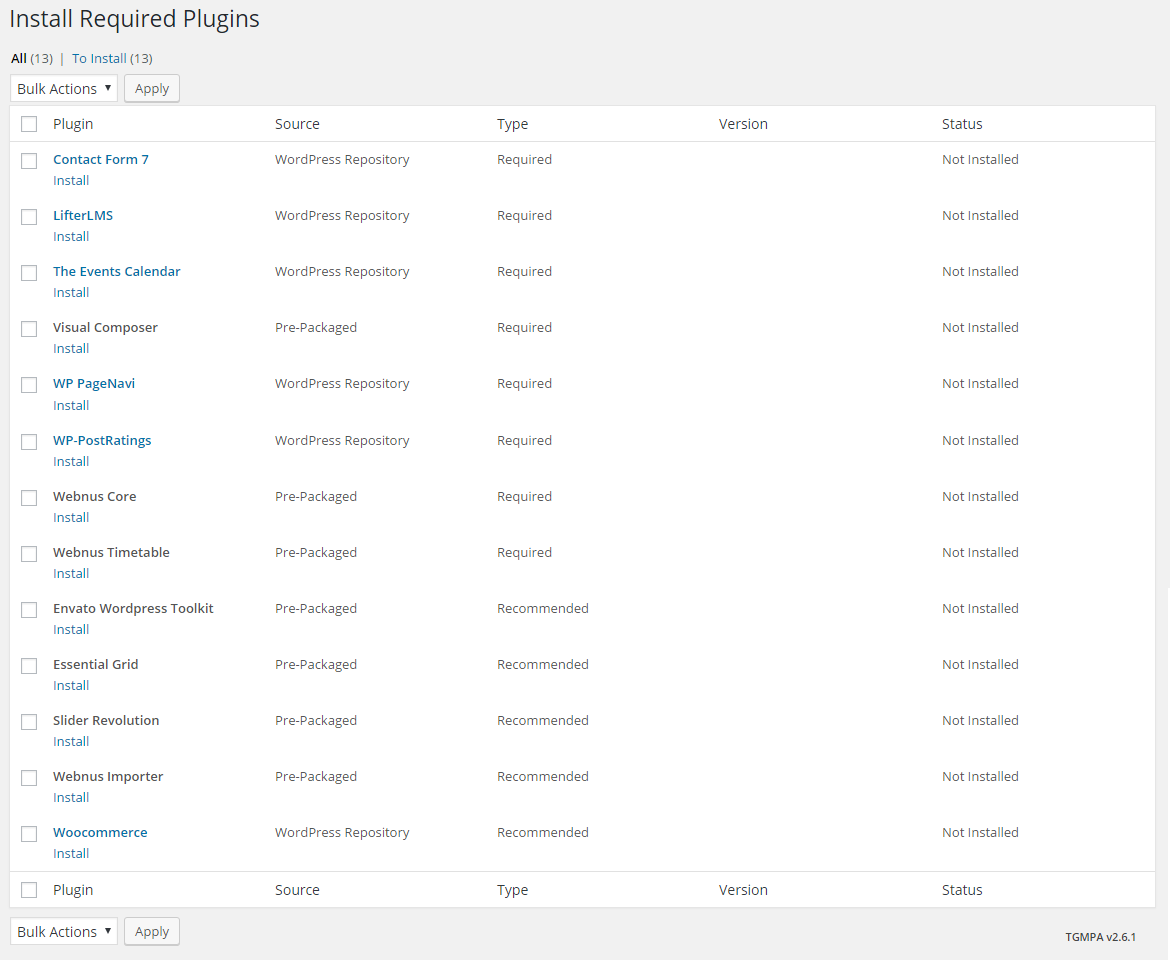 Install Required Plugins
All (13) | To Install (13)
Bulk Actions ▼ Apply
Plugin Source Type Version Status
Contact Form 7 WordPress Repository Required Not Installed
Install
LifterLMS WordPress Repository Required Not Installed
Install
The Events Calendar WordPress Repository Required Not Installed
Install
Visual Composer Pre-Packaged Required Not Installed
Install
WP PageNavi WordPress Repository Required Not Installed
Install
WP-PostRatings WordPress Repository Required Not Installed
Install
Webnus Core Pre-Packaged Required Not Installed
Install
Webnus Timetable Pre-Packaged Required Not Installed
Install
Envato Wordpress Toolkit Pre-Packaged Recommended Not Installed
Install
Essential Grid Pre-Packaged Recommended Not Installed
Install
Slider Revolution Pre-Packaged Recommended Not Installed
Install
Webnus Importer Pre-Packaged Recommended Not Installed
Install
Woocommerce WordPress Repository Recommended Not Installed
Install
Plugin Source Type Version Status
Bulk Actions ▼ Apply
TGMPA v2.6.1